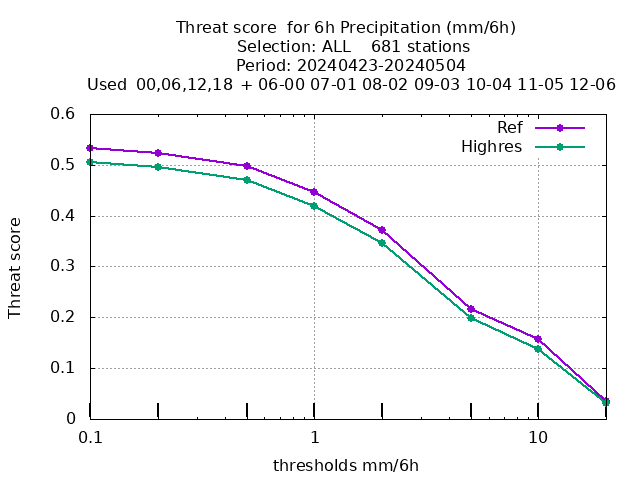 Threat score  for 6h Precipitation (mm/6h)
Selection: ALL    681 stations
Period: 20240423-20240504
Used  00,06,12,18 + 06-00 07-01 08-02 09-03 10-04 11-05 12-06
Ref
Highres
0.6
0.5
0.4
0.3
0.2
0.1
0
Threat score
0.1
1
10
thresholds mm/6h